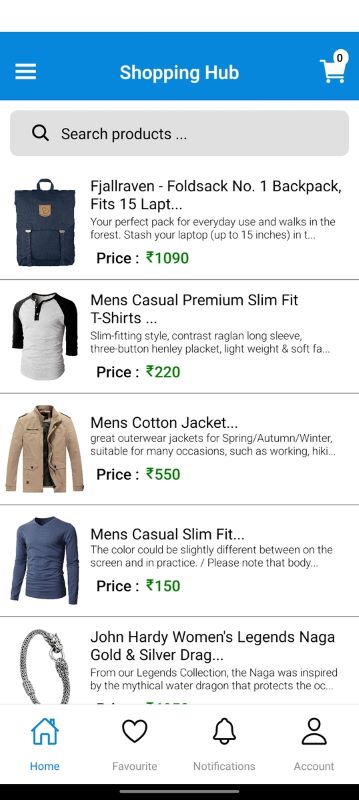 0
Shopping Hub
Search products ...
Fjallraven - Foldsack No. 1 Backpack,
Fits 15 Lapt...
Your perfect pack for everyday use and walks in the
forest. Stash your laptop (up to 15 inches) in t...
Price : ₹1090
Mens Casual Premium Slim Fit
T-Shirts ...
Slim-fitting style, contrast raglan long sleeve,
three-button henley placket, light weight & soft fa...
Price : ₹220
Mens Cotton Jacket...
great outerwear jackets for Spring/Autumn/Winter,
suitable for many occasions, such as working, hiki...
Price : ₹550
Mens Casual Slim Fit...
The color could be slightly different between on the
screen and in practice. / Please note that body...
Price : ₹150
John Hardy Women's Legends Naga
Gold & Silver Drag...
From our Legends Collection, the Naga was inspired
by the mythical water dragon that protects the oc...
Home
Favourite
Notifications
Account